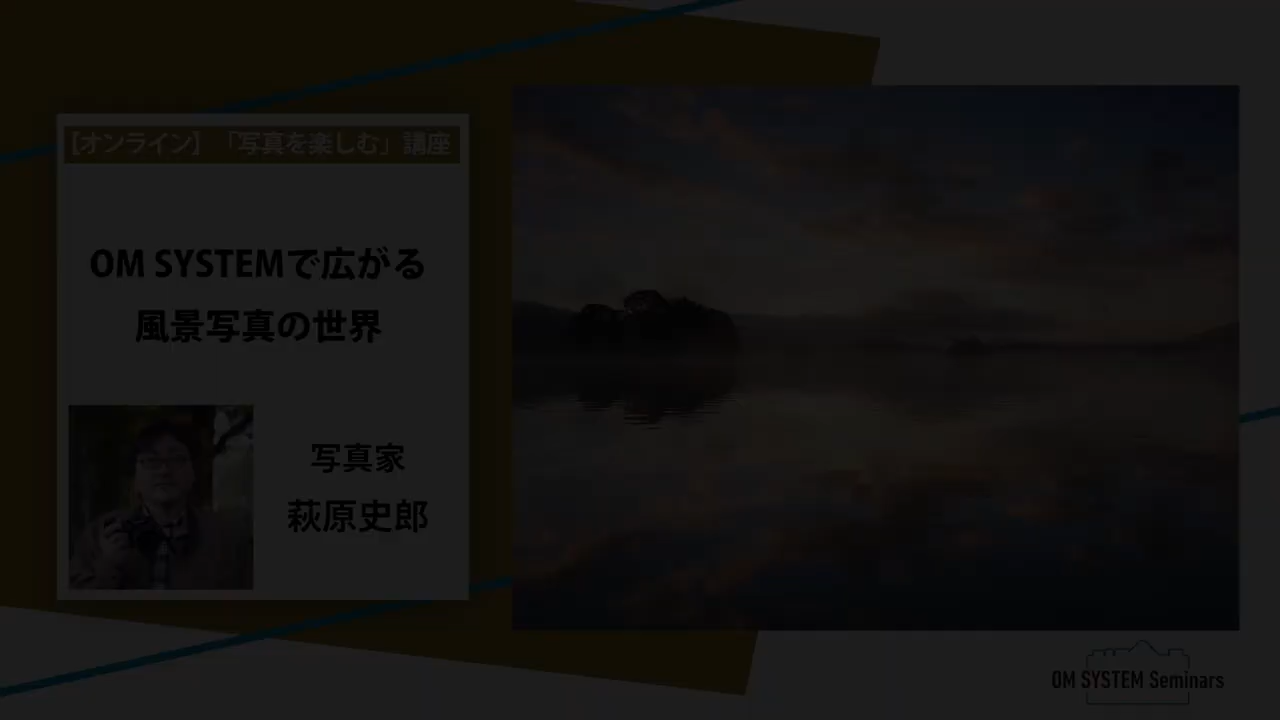 【オンライン】「写真を楽しむ」講座
OM SYSTEMで広がる
風景写真の世界
写真家
萩原史郎
OM SYSTEM Seminars